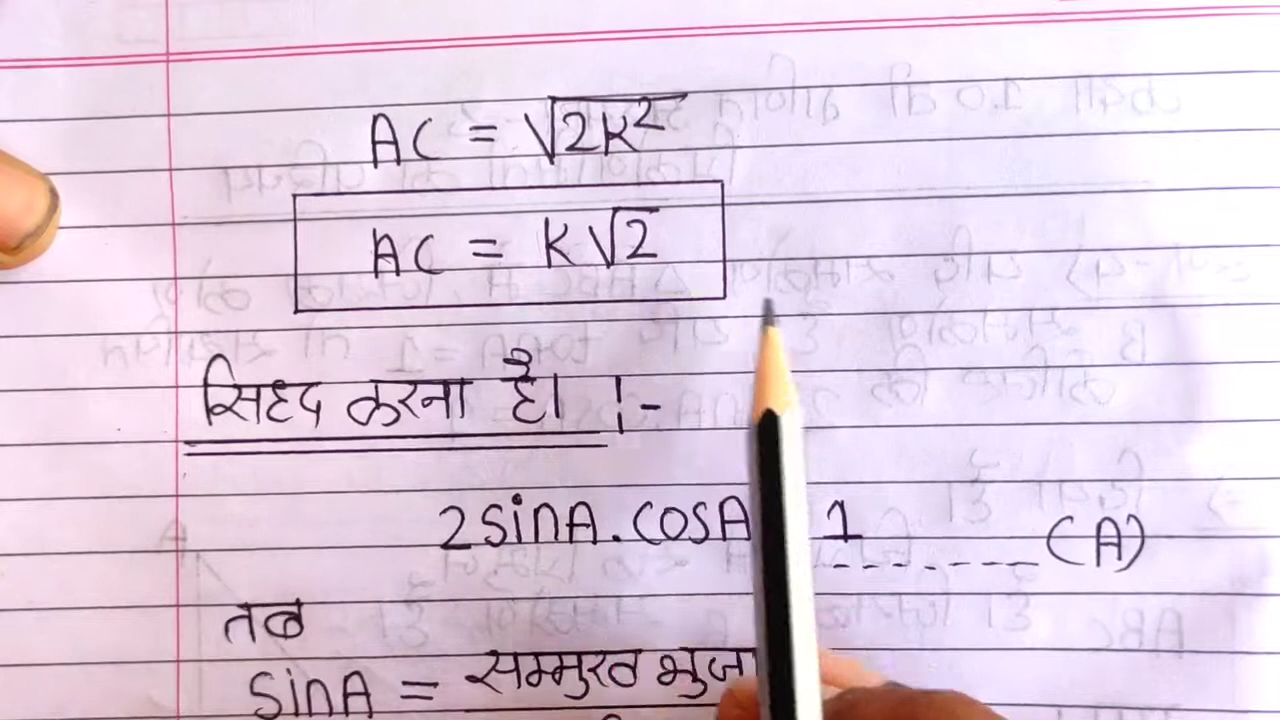 AC = √2K²
AC = K√2
सिद्द करना है। :-
2SinA.COSA 1 ------- (A)
तब
SinA = सम्मुख भुजा